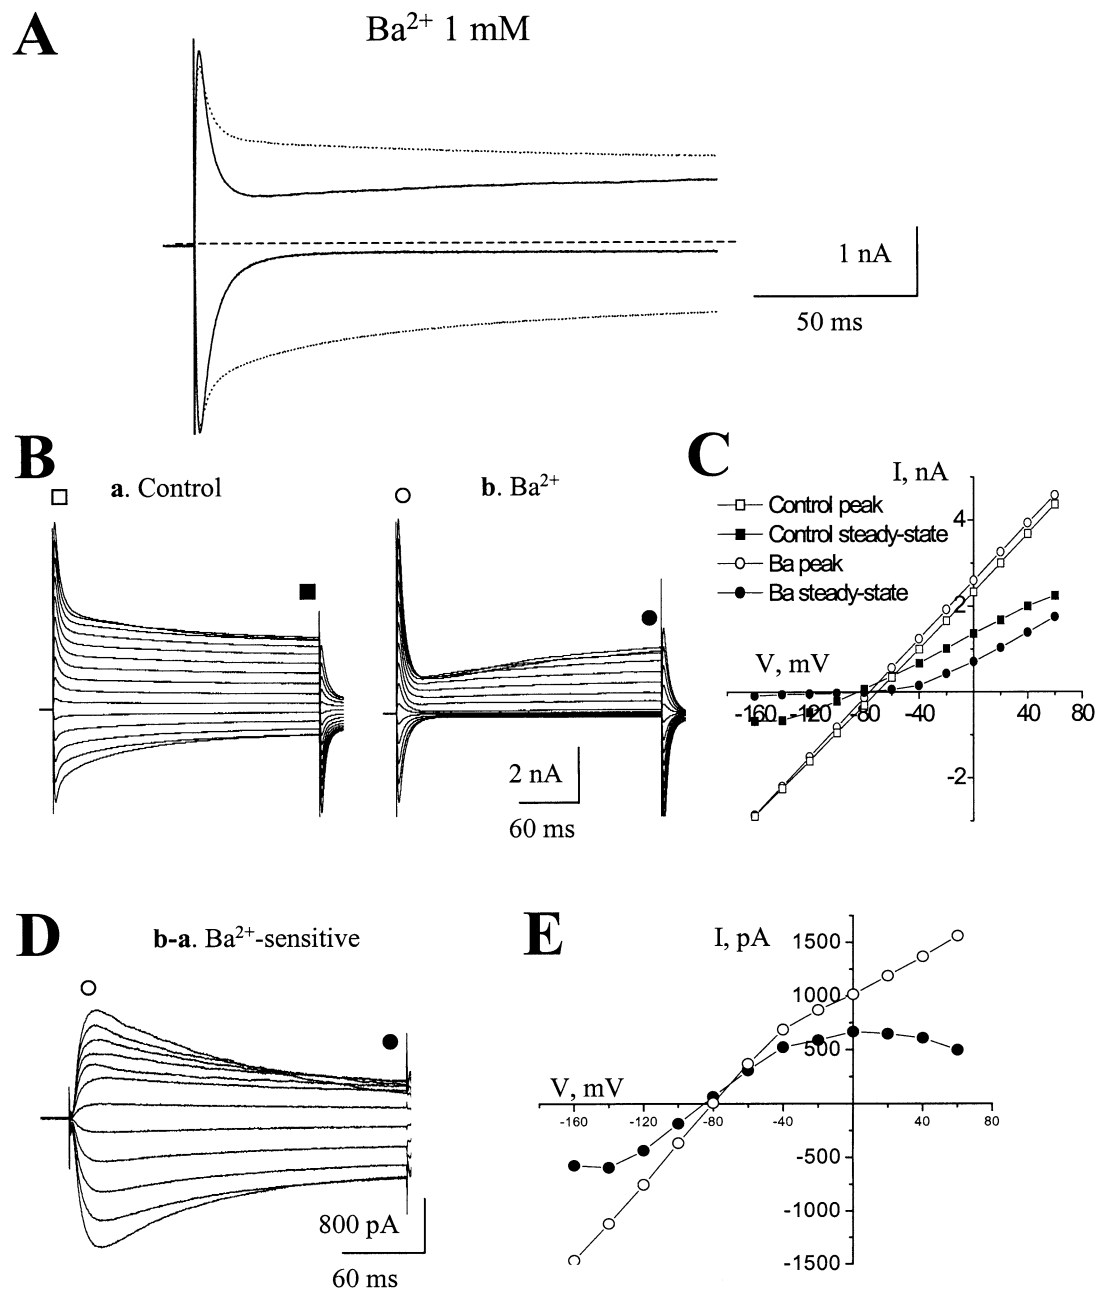 A
Ba²⁺ 1 mM
1 nA
50 ms
B
a. Control
b. Ba²⁺
2 nA
60 ms
C
I, nA
Control peak
Control steady-state
Ba peak
Ba steady-state
4
2
V, mV
-160 -120 -80 -40 40 80
-2
D
b-a. Ba²⁺-sensitive
800 pA
60 ms
E
I, pA
1500
1000
500
V, mV
-160 -120 -80 -40 40 80
-500
-1000
-1500